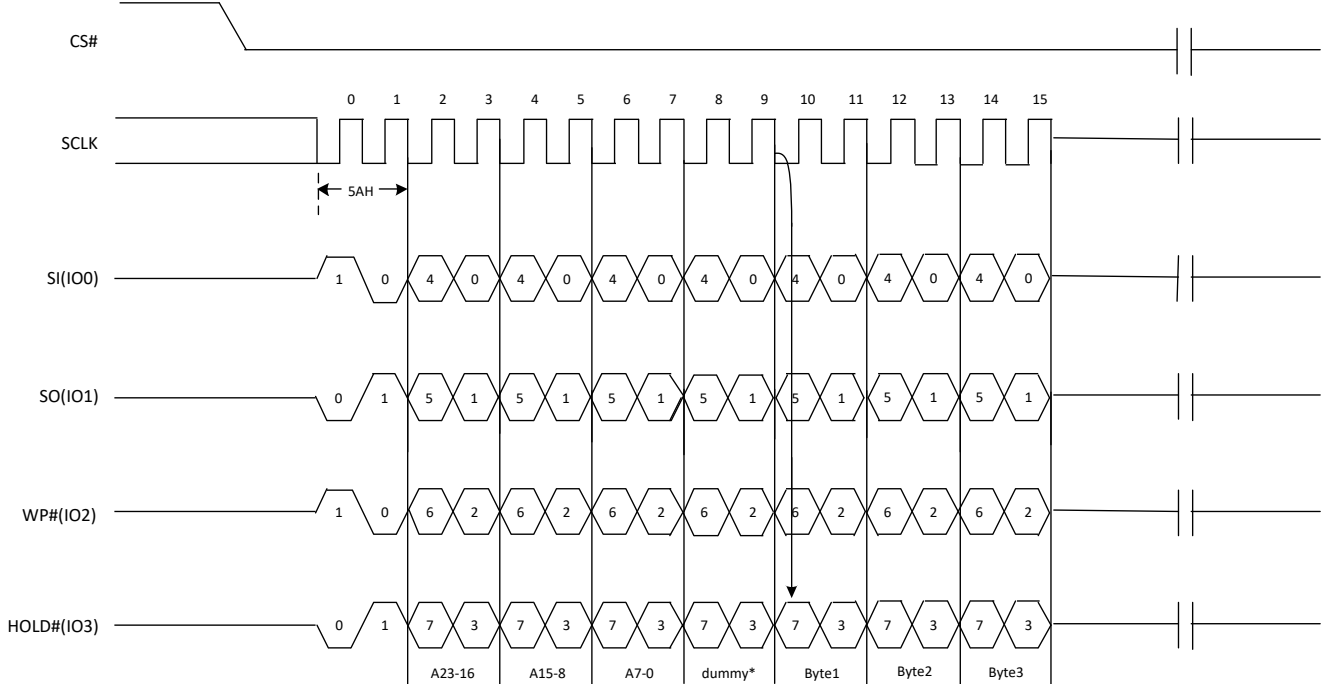 CS#
0 1 2 3 4 5 6 7 8 9 10 11 12 13 14 15
SCLK
5AH
SI(IO0) 1 0 4 0 4 0 4 0 4 0 4 0 4 0 4 0
SO(IO1) 0 1 5 1 5 1 5 1 5 1 5 1 5 1 5 1
WP#(IO2) 1 0 6 2 6 2 6 2 6 2 6 2 6 2 6 2
HOLD#(IO3) 0 1 7 3 7 3 7 3 7 3 7 3 7 3 7 3
A23-16 A15-8 A7-0 dummy* Byte1 Byte2 Byte3